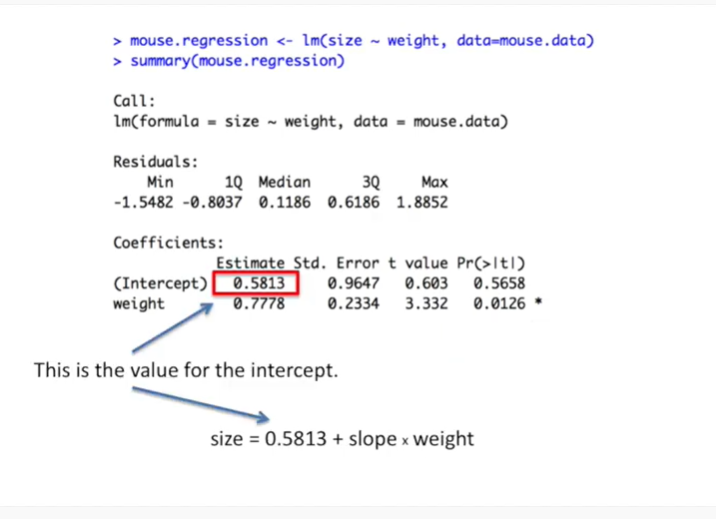 > mouse.regression <- lm(size ~ weight, data=mouse.data)
> summary(mouse.regression)
Call:
lm(formula = size ~ weight, data = mouse.data)
Residuals:
Min 1Q Median 3Q Max
-1.5482 -0.8037 0.1186 0.6186 1.8852
Coefficients:
Estimate Std. Error t value Pr(>|t|)
(Intercept) 0.5813 0.9647 0.603 0.5658
weight 0.7778 0.2334 3.332 0.0126 *
This is the value for the intercept.
size = 0.5813 + slope x weight